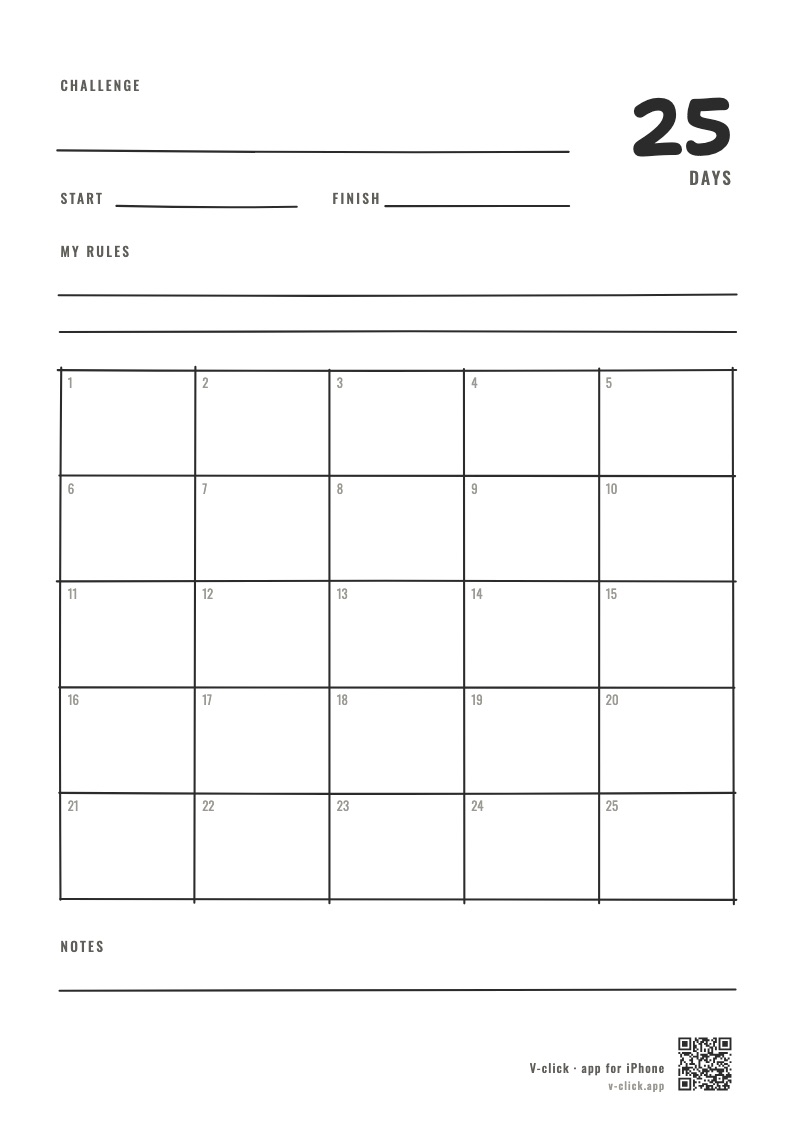 CHALLENGE
25
DAYS
START FINISH
MY RULES
1 2 3 4 5
6 7 8 9 10
11 12 13 14 15
16 17 18 19 20
21 22 23 24 25
NOTES
V-click · app for iPhone
v-click.app